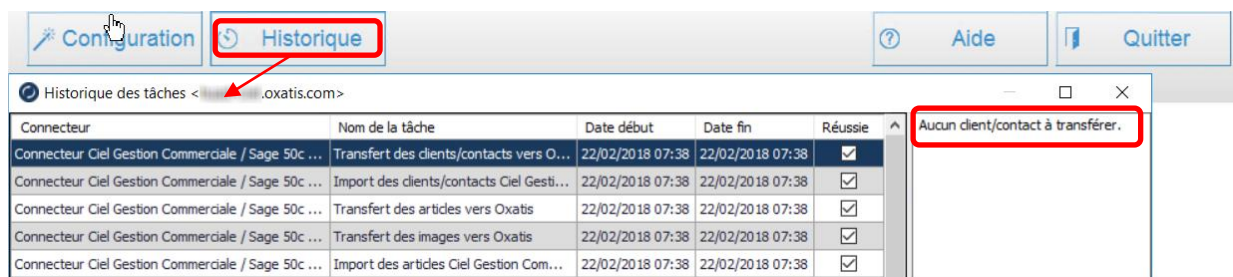 Configuration Historique Aide Quitter
Historique des tâches < .oxatis.com>
Connecteur Nom de la tâche Date début Date fin Réussie Aucun client/contact à transférer.
Connecteur Ciel Gestion Commerciale / Sage 50c ... Transfert des clients/contacts vers O... 22/02/2018 07:38 22/02/2018 07:38
Connecteur Ciel Gestion Commerciale / Sage 50c ... Import des clients/contacts Ciel Gesti... 22/02/2018 07:38 22/02/2018 07:38
Connecteur Ciel Gestion Commerciale / Sage 50c ... Transfert des articles vers Oxatis 22/02/2018 07:38 22/02/2018 07:38
Connecteur Ciel Gestion Commerciale / Sage 50c ... Transfert des images vers Oxatis 22/02/2018 07:38 22/02/2018 07:38
Connecteur Ciel Gestion Commerciale / Sage 50c ... Import des articles Ciel Gestion Com... 22/02/2018 07:38 22/02/2018 07:38